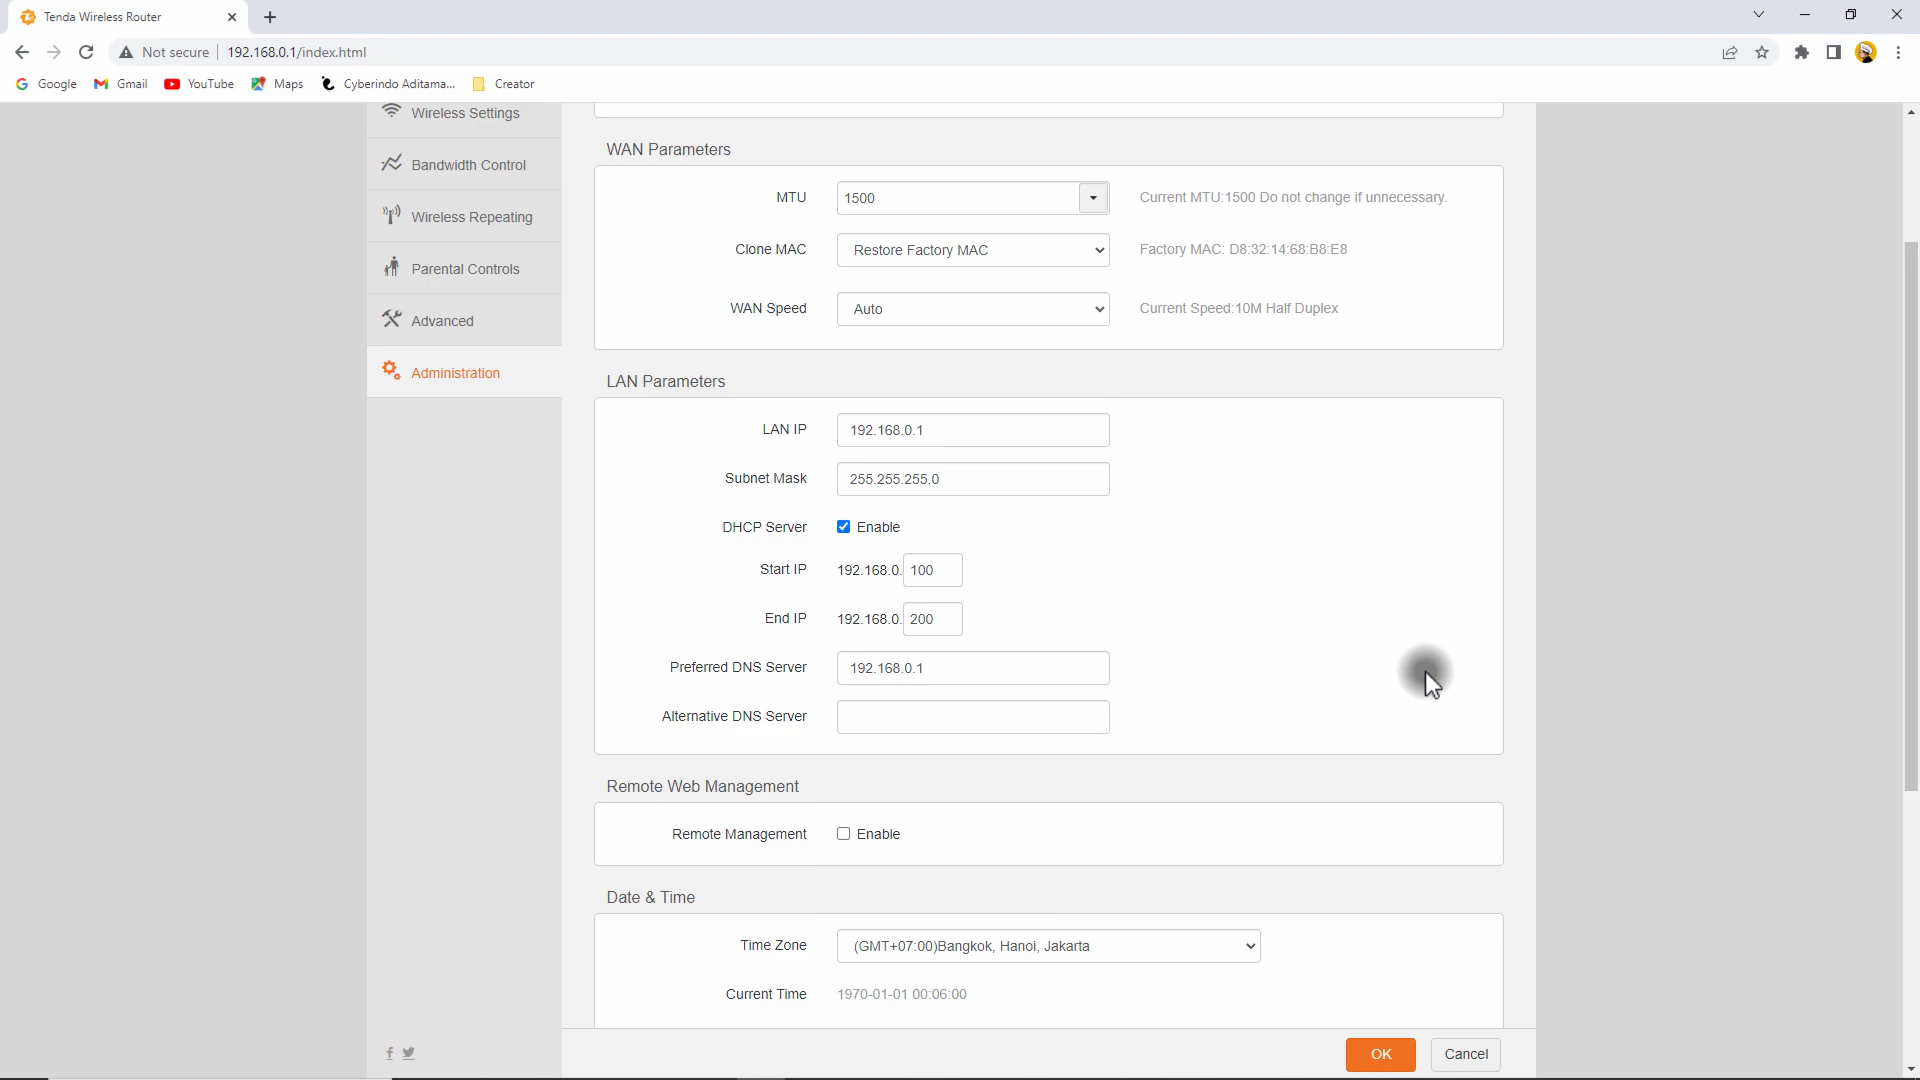 Tenda Wireless Router
Not secure 192.168.0.1/index.html
Google Gmail YouTube Maps Cyberindo Aditama... Creator
Wireless Settings
Bandwidth Control
Wireless Repeating
Parental Controls
Advanced
Administration
WAN Parameters
MTU 1500 Current MTU:1500 Do not change if unnecessary.
Clone MAC Restore Factory MAC Factory MAC: D8:32:14:68:B8:E8
WAN Speed Auto Current Speed:10M Half Duplex
LAN Parameters
LAN IP 192.168.0.1
Subnet Mask 255.255.255.0
DHCP Server Enable
Start IP 192.168.0. 100
End IP 192.168.0. 200
Preferred DNS Server 192.168.0.1
Alternative DNS Server
Remote Web Management
Remote Management Enable
Date & Time
Time Zone (GMT+07:00)Bangkok, Hanoi, Jakarta
Current Time 1970-01-01 00:06:00
OK Cancel